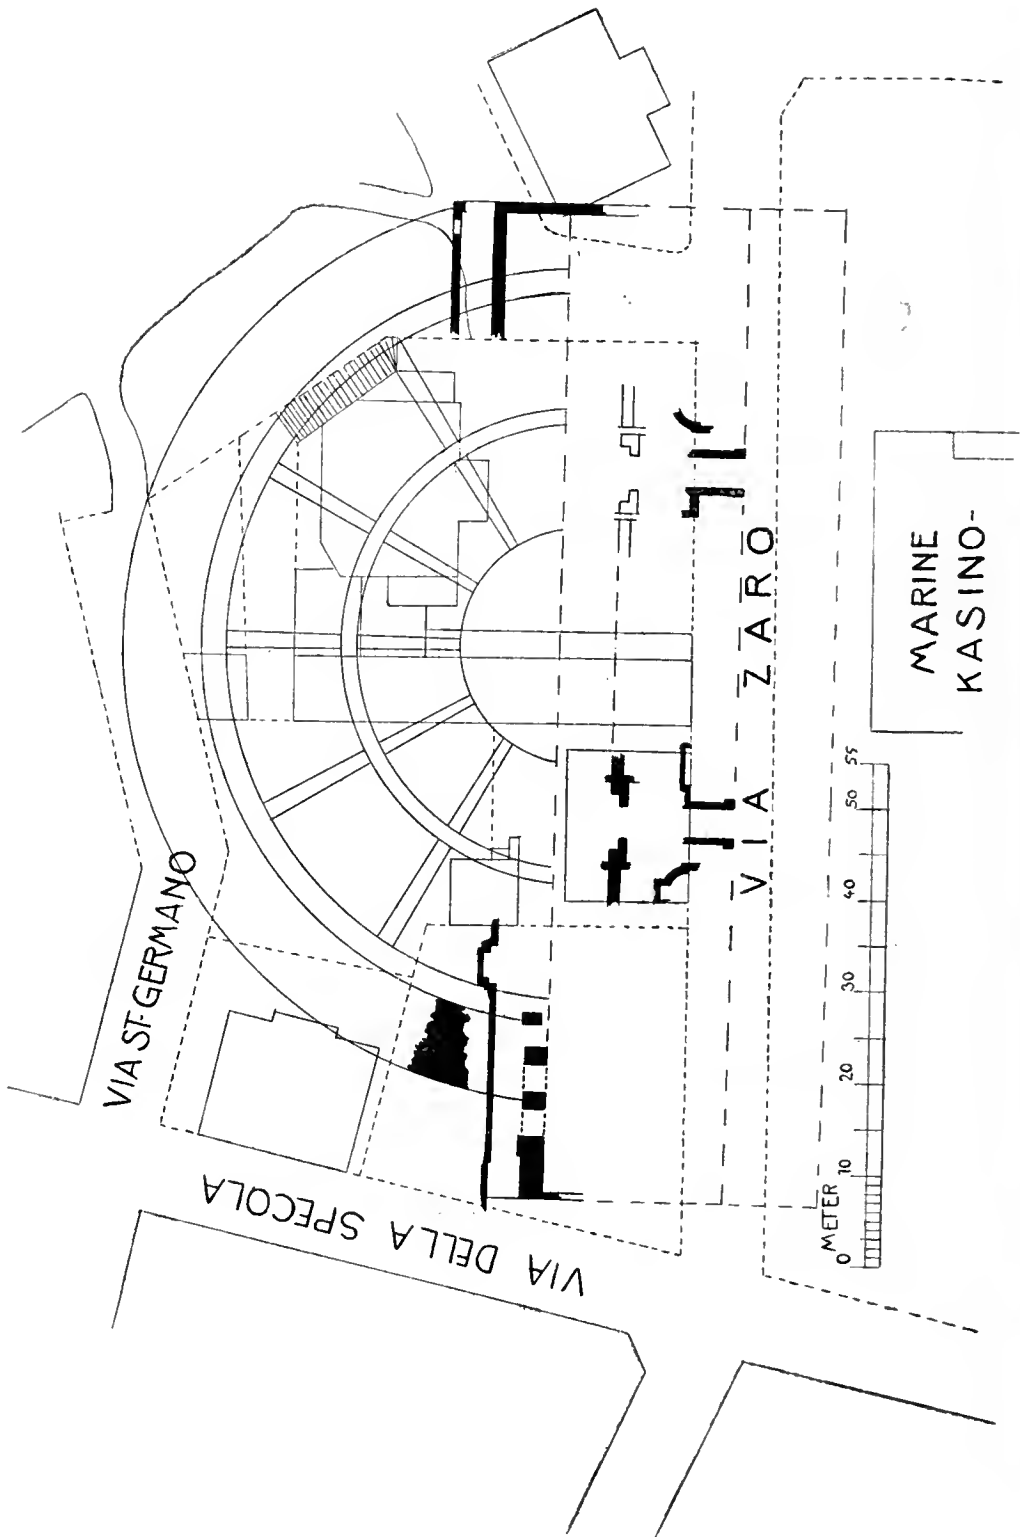 VIA ST. GERMANO
VIA DELLA SPECOLA
VIA ZARO
MARINE
KASINO-
0 METER 10 20 30 40 50 55